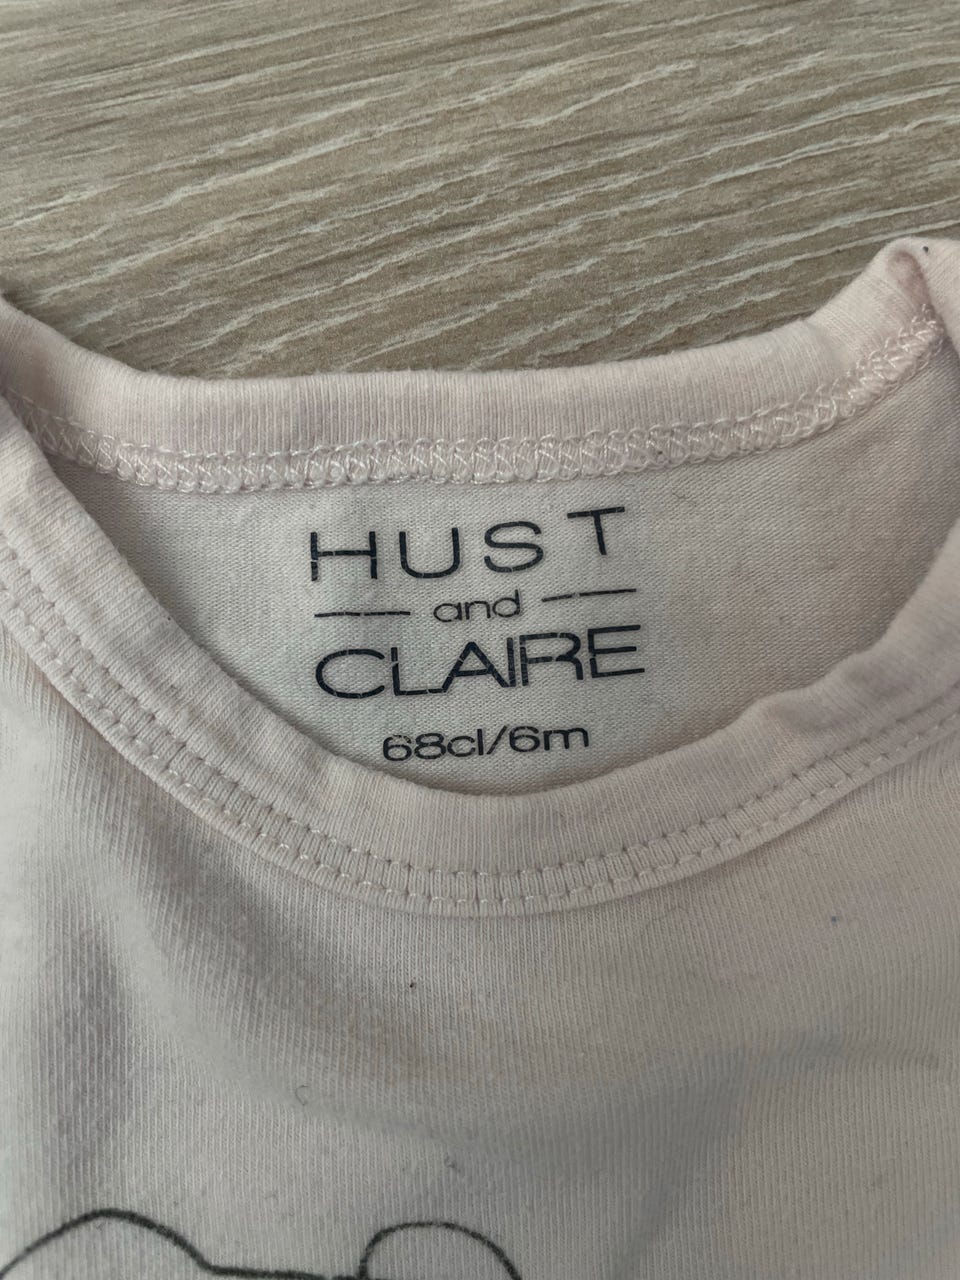 HUST
and
CLAIRE
68cl/6m